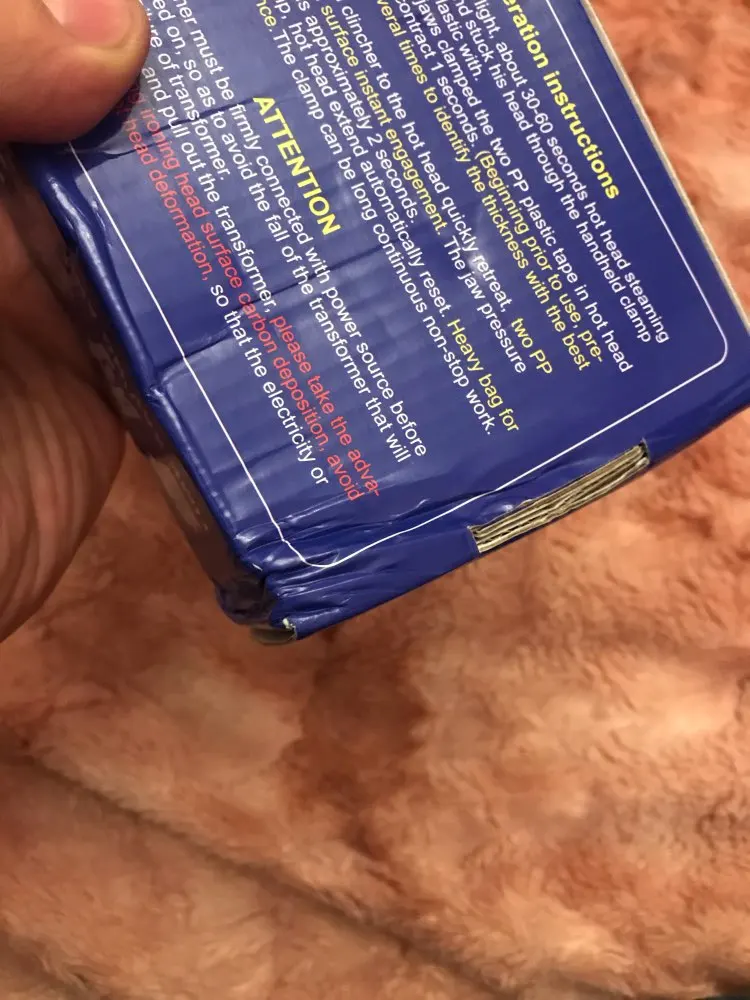 eration instructions
light. about 30-60 seconds hot head steaming
nd stuck his head through the handheld clamp
lastic with.
jaws clamped the two PP plastic tape in hot head
contract 1 seconds. (Beginning prior to use, pre-
veral times to identify the thickness with the best
clincher to the hot head quickly retreat, two PP
surface instant engagement. The jaw pressure
s approximately 2 seconds.
p, hot head extend automatically reset. Heavy bag for
nce. The clamp can be long continuous non-stop work.
ATTENTION
ner must be firmly connected with power source before
ed on, so as to avoid the fall of the transformer that will
ure of transformer.
and pull out the transformer, please take the adva-
ironing head surface carbon deposition, avoid
head deformation, so that the electricity or